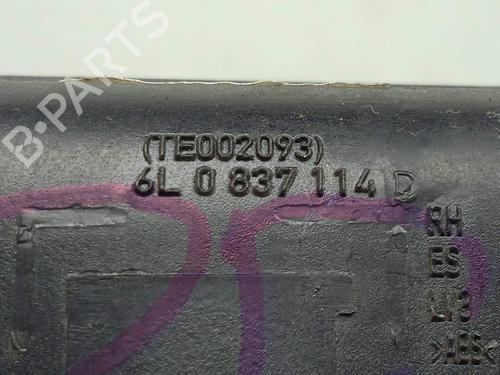 B-PARTS
(TE002093)
6L 0 837 114 D
RH
ES
>ABS<